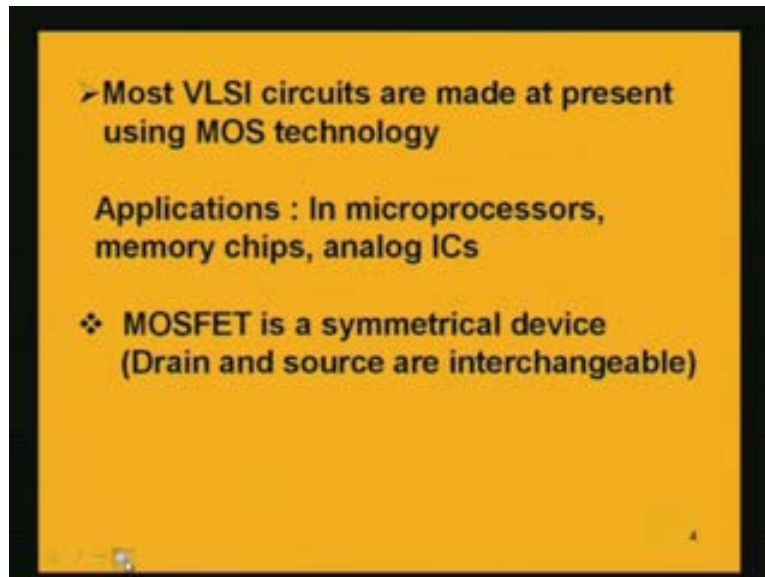 ➢Most VLSI circuits are made at present
using MOS technology
Applications : In microprocessors,
memory chips, analog ICs
❖ MOSFET is a symmetrical device
(Drain and source are interchangeable)
4